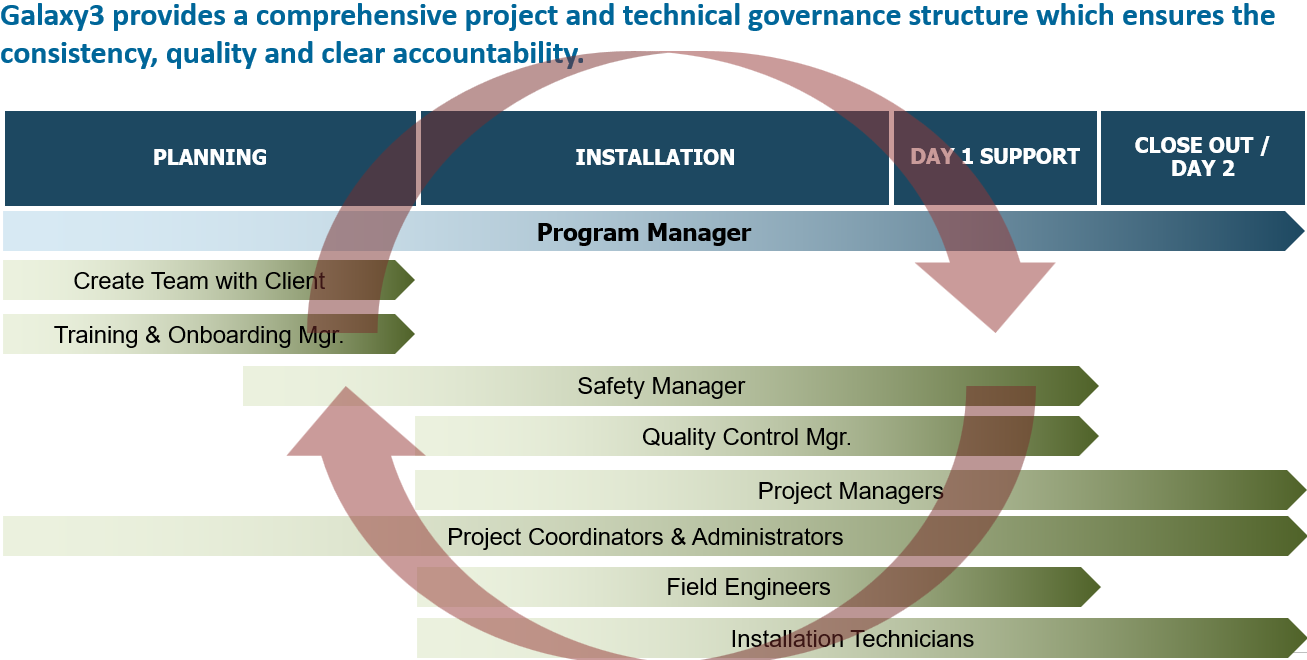 Galaxy3 provides a comprehensive project and technical governance structure which ensures the
consistency, quality and clear accountability.
PLANNING
INSTALLATION
DAY 1 SUPPORT
CLOSE OUT /
DAY 2
Program Manager
Create Team with Client
Training & Onboarding Mgr.
Safety Manager
Quality Control Mgr.
Project Managers
Project Coordinators & Administrators
Field Engineers
Installation Technicians